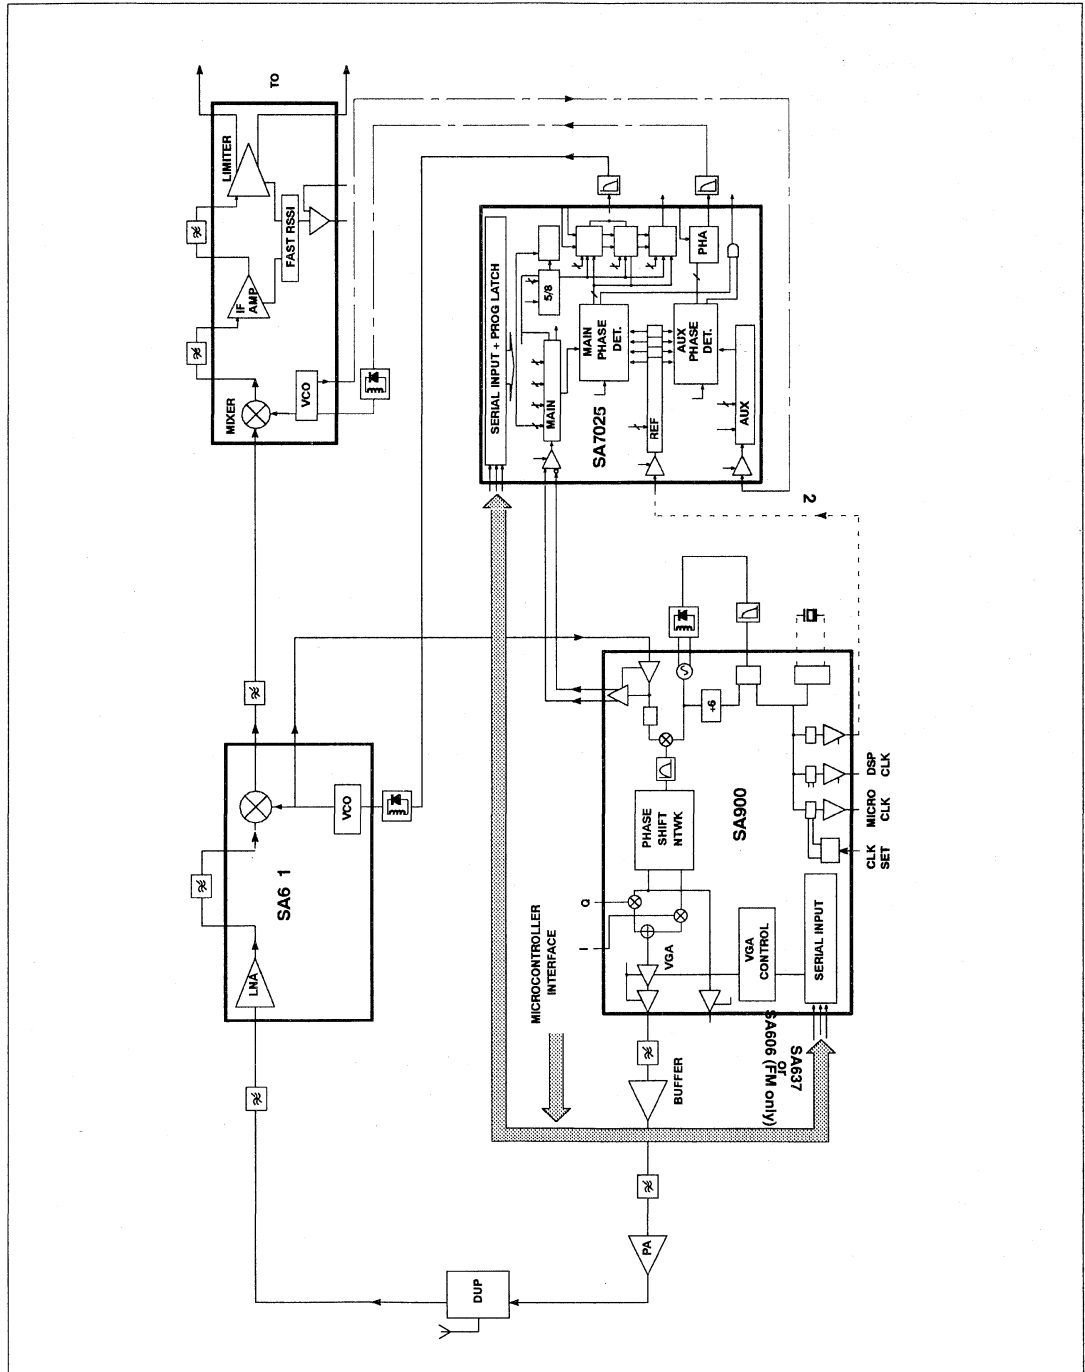 TO
LIMITER
FAST RSSI
IF
AMP
MIXER
VCO
SERIAL INPUT + PROG LATCH
5/8
MAIN
MAIN
PHASE
DET.
PHA
SA7025
REF
AUX
PHASE
DET.
AUX
2
SA6 1
VCO
LNA
÷6
PHASE
SHIFT
NTWK
SA900
DSP
CLK
MICRO
CLK
CLK
SET
Q
I
VGA
VGA
CONTROL
SERIAL INPUT
MICROCONTROLLER
INTERFACE
SA637
or
SA606 (FM only)
BUFFER
PA
DUP